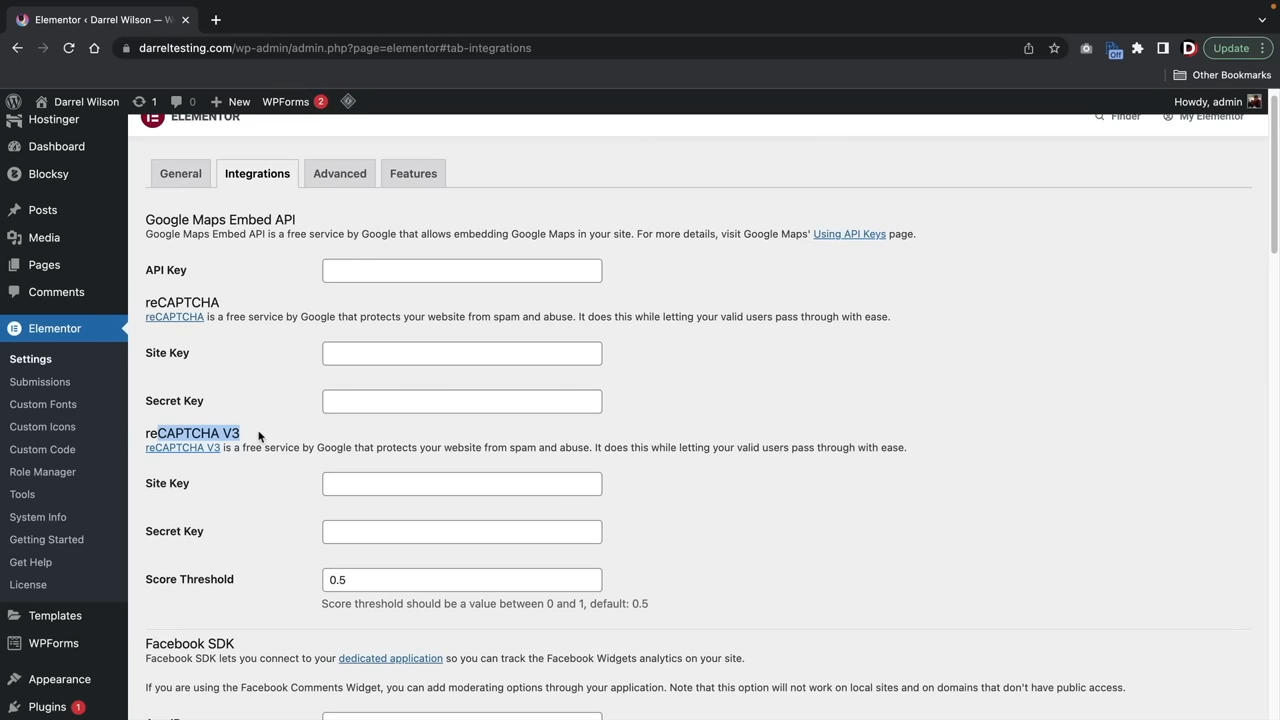 Elementor ‹ Darrel Wilson — W
darreltesting.com/wp-admin/admin.php?page=elementor#tab-integrations
Off
D
Update
Other Bookmarks
Darrel Wilson
1
0
New
WPForms 2
Howdy, admin
Hostinger
Dashboard
Blocksy
Posts
Media
Pages
Comments
Elementor
Settings
Submissions
Custom Fonts
Custom Icons
Custom Code
Role Manager
Tools
System Info
Getting Started
Get Help
License
Templates
WPForms
Appearance
Plugins 1
ELEMENTOR
Finder
My Elementor
General
Integrations
Advanced
Features
Google Maps Embed API
Google Maps Embed API is a free service by Google that allows embedding Google Maps in your site. For more details, visit Google Maps' Using API Keys page.
API Key
reCAPTCHA
reCAPTCHA is a free service by Google that protects your website from spam and abuse. It does this while letting your valid users pass through with ease.
Site Key
Secret Key
reCAPTCHA V3
reCAPTCHA V3 is a free service by Google that protects your website from spam and abuse. It does this while letting your valid users pass through with ease.
Site Key
Secret Key
Score Threshold
0.5
Score threshold should be a value between 0 and 1, default: 0.5
Facebook SDK
Facebook SDK lets you connect to your dedicated application so you can track the Facebook Widgets analytics on your site.
If you are using the Facebook Comments Widget, you can add moderating options through your application. Note that this option will not work on local sites and on domains that don't have public access.